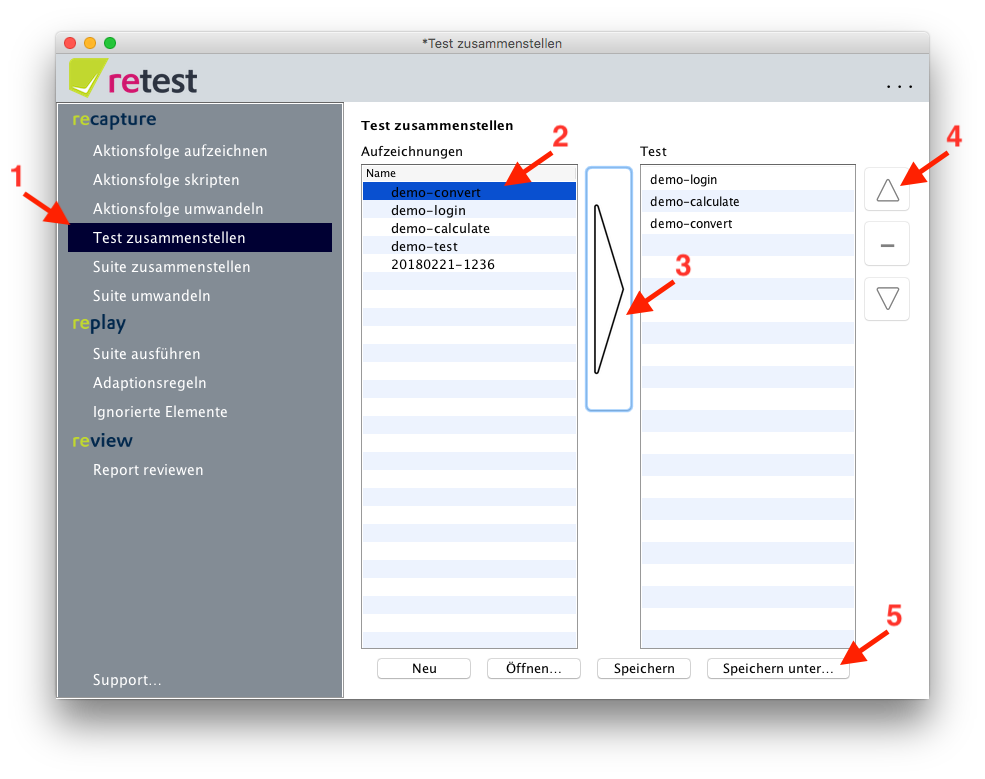 *Test zusammenstellen
retest
...
recapture
Aktionsfolge aufzeichnen
Aktionsfolge skripten
Aktionsfolge umwandeln
Test zusammenstellen
Suite zusammenstellen
Suite umwandeln
replay
Suite ausführen
Adaptionsregeln
Ignorierte Elemente
review
Report reviewen
Support...
1
Test zusammenstellen
2
Aufzeichnungen
Name
demo-convert
demo-login
demo-calculate
demo-test
20180221-1236
3
Test
demo-login
demo-calculate
demo-convert
4
5
Neu
Öffnen...
Speichern
Speichern unter...